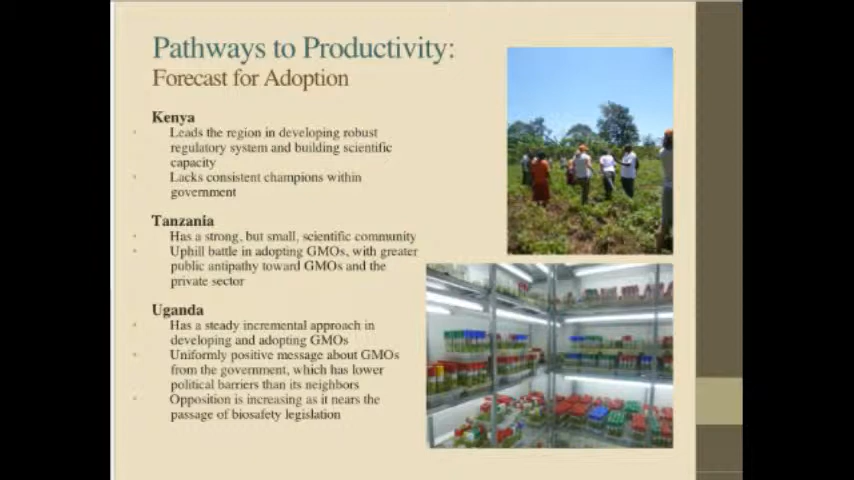 Pathways to Productivity:
Forecast for Adoption
Kenya
Leads the region in developing robust
regulatory system and building scientific
capacity
Lacks consistent champions within
government
Tanzania
Has a strong, but small, scientific community
Uphill battle in adopting GMOs, with greater
public antipathy toward GMOs and the
private sector
Uganda
Has a steady incremental approach in
developing and adopting GMOs
Uniformly positive message about GMOs
from the government, which has lower
political barriers than its neighbors
Opposition is increasing as it nears the
passage of biosafety legislation